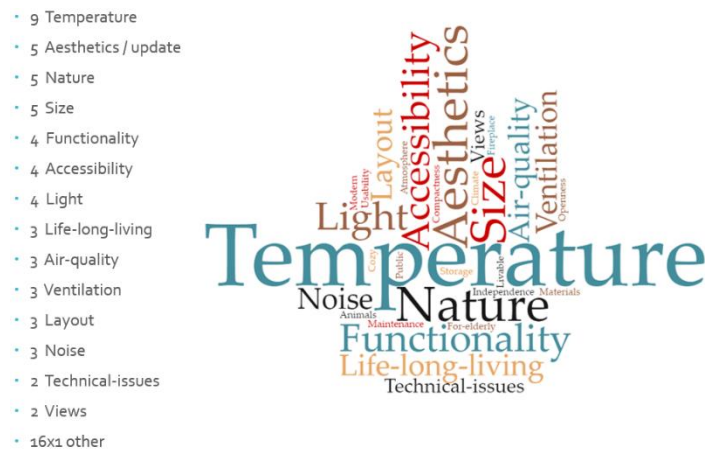 9 Temperature
5 Aesthetics / update
5 Nature
5 Size
4 Functionality
4 Accessibility
4 Light
3 Life-long-living
3 Air-quality
3 Ventilation
3 Layout
3 Noise
2 Technical-issues
2 Views
16x1 other
Accessibility
Aesthetics
Layout
Atmosphere
Views
Fireplace
Air-quality
Ventilation
Modern
Usability
Compactness
Climate
Size
Openness
Light
Temperature
Cozy
Public
Storage
Livable
Noise
Nature
Independence
Materials
Animals
Maintenance
For-elderly
Functionality
Life-long-living
Technical-issues